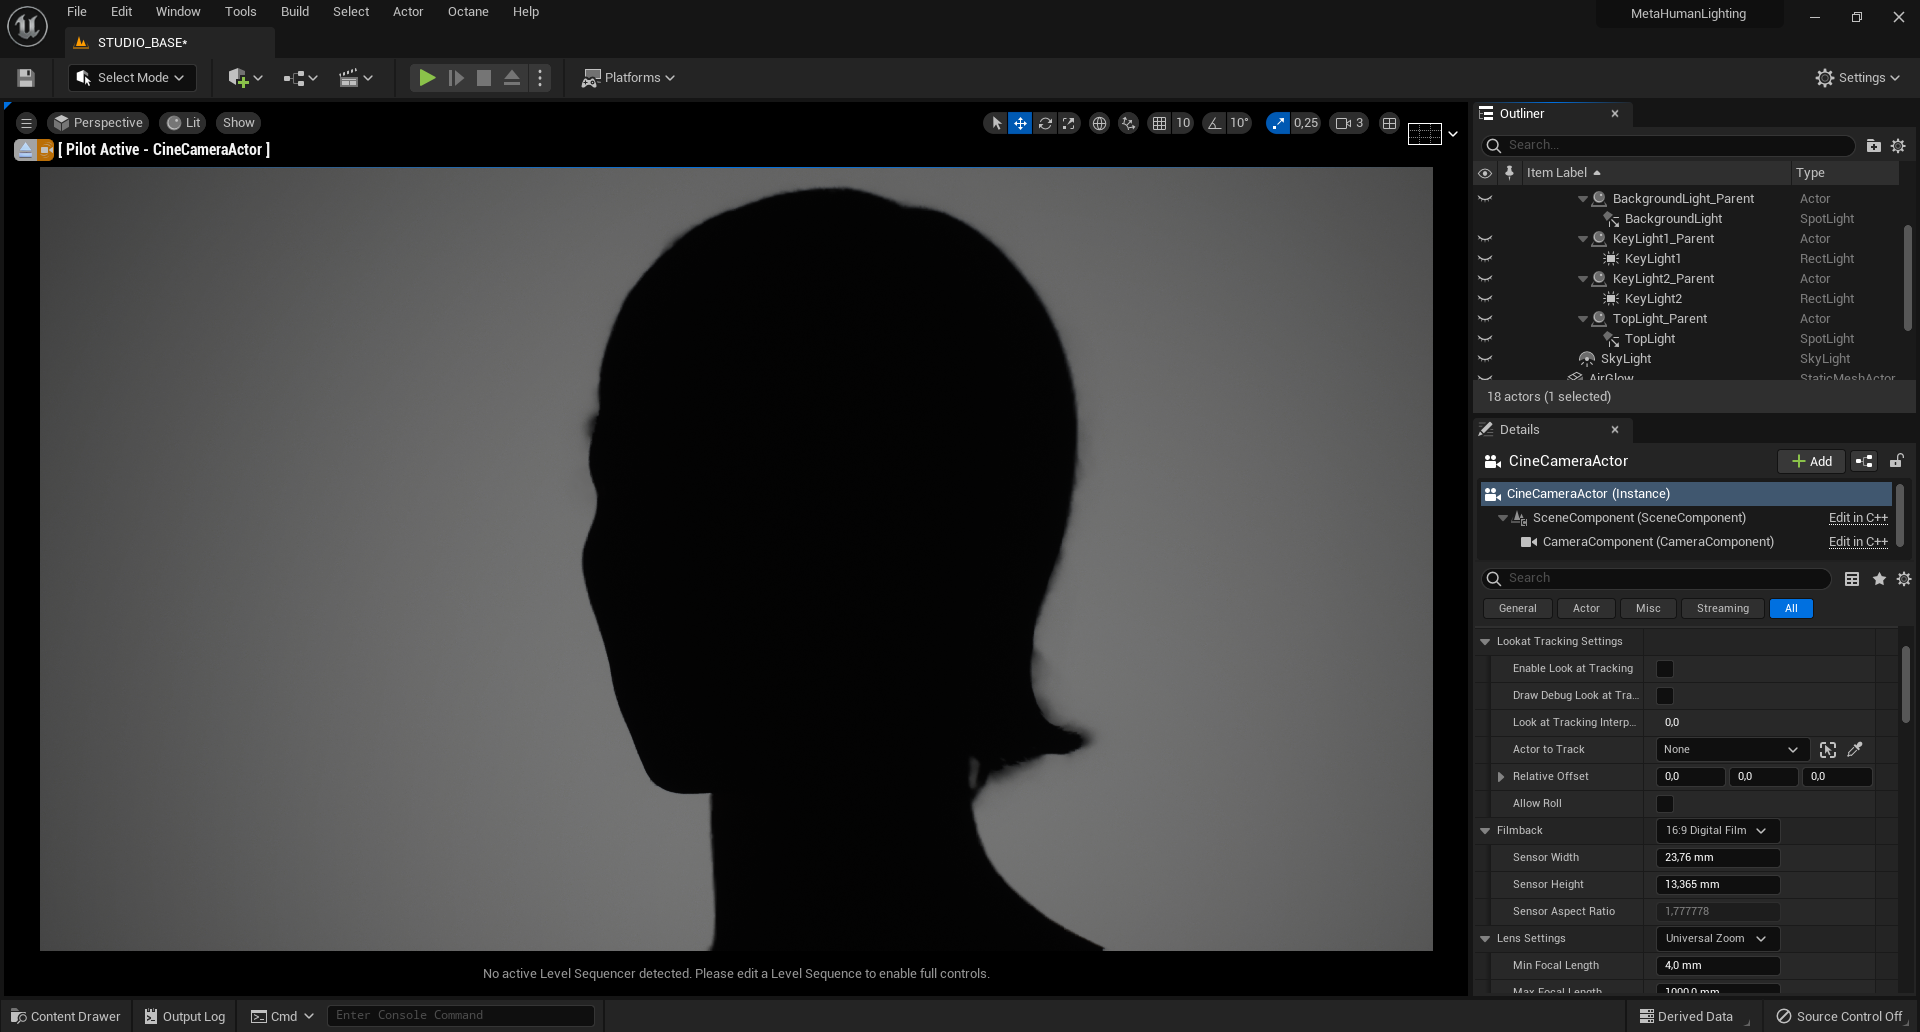 File Edit Window Tools Build Select Actor Octane Help
MetaHumanLighting
STUDIO_BASE*
Select Mode
Platforms
Settings
Perspective Lit Show
10 10° 0,25 3
[ Pilot Active - CineCameraActor ]
No active Level Sequencer detected. Please edit a Level Sequence to enable full controls.
Outliner
Search...
Item Label Type
BackgroundLight_Parent Actor
BackgroundLight SpotLight
KeyLight1_Parent Actor
KeyLight1 RectLight
KeyLight2_Parent Actor
KeyLight2 RectLight
TopLight_Parent Actor
TopLight SpotLight
SkyLight SkyLight
AirGlow StaticMeshActor
18 actors (1 selected)
Details
CineCameraActor
Add
CineCameraActor (Instance)
SceneComponent (SceneComponent) Edit in C++
CameraComponent (CameraComponent) Edit in C++
Search
General Actor Misc Streaming All
Lookat Tracking Settings
Enable Look at Tracking
Draw Debug Look at Tra...
Look at Tracking Interp... 0,0
Actor to Track None
Relative Offset 0,0 0,0 0,0
Allow Roll
Filmback 16:9 Digital Film
Sensor Width 23,76 mm
Sensor Height 13,365 mm
Sensor Aspect Ratio 1,777778
Lens Settings Universal Zoom
Min Focal Length 4,0 mm
Max Focal Length 1000,0 mm
Content Drawer Output Log Cmd Enter Console Command
Derived Data Source Control Off